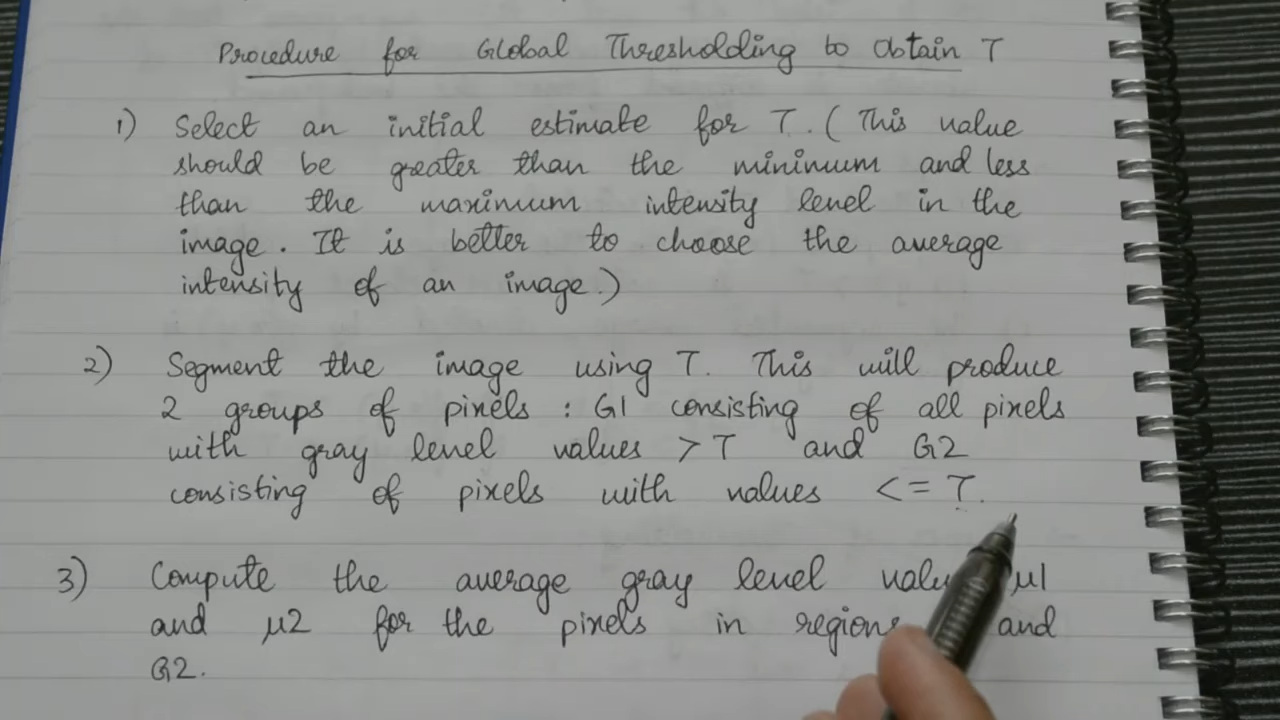 Procedure for Global Thresholding to Obtain T
1) Select an initial estimate for T. (This value
should be greater than the minimum and less
than the maximum intensity level in the
image. It is better to choose the average
intensity of an image.)
2) Segment the image using T. This will produce
2 groups of pixels : G1 consisting of all pixels
with gray level values > T and G2
consisting of pixels with values <= T.
3) Compute the average gray level μ1
and μ2 for the pixels in and
G2.